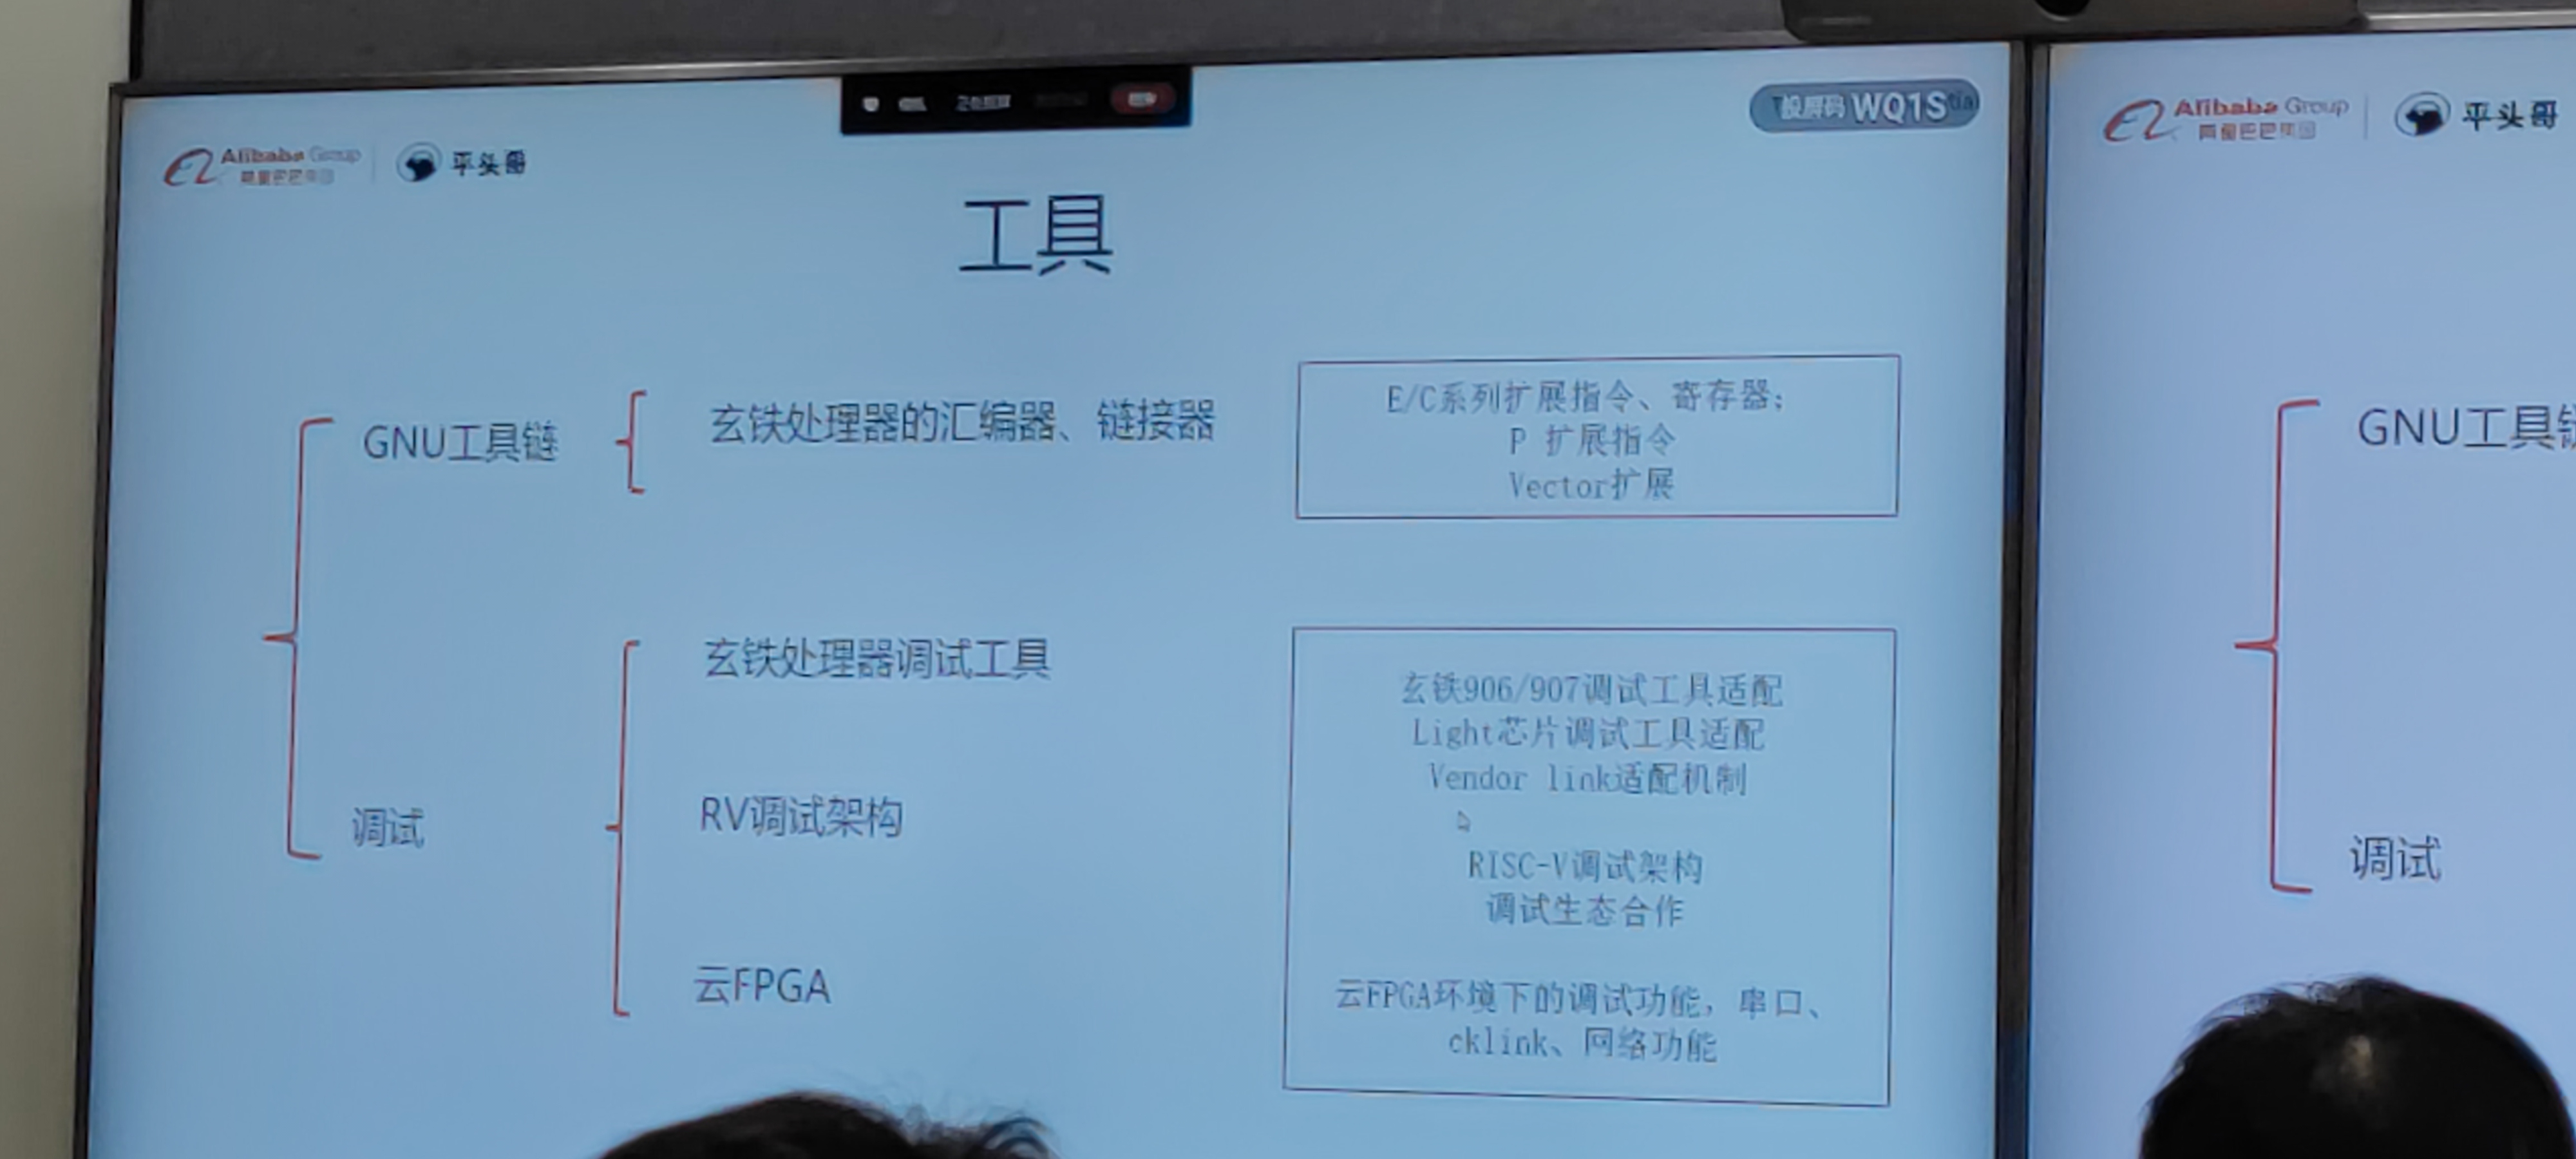 Alibaba Group
阿里巴巴集团
平头哥
投屏码 WQ1S
工具
GNU工具链
玄铁处理器的汇编器、链接器
E/C系列扩展指令、寄存器；
P 扩展指令
Vector扩展
调试
玄铁处理器调试工具
RV调试架构
云FPGA
玄铁906/907调试工具适配
Light芯片调试工具适配
Vendor link适配机制
RISC-V调试架构
调试生态合作
云FPGA环境下的调试功能，串口、
cklink、网络功能
Alibaba Group
阿里巴巴集团
平头哥
GNU工具链
调试